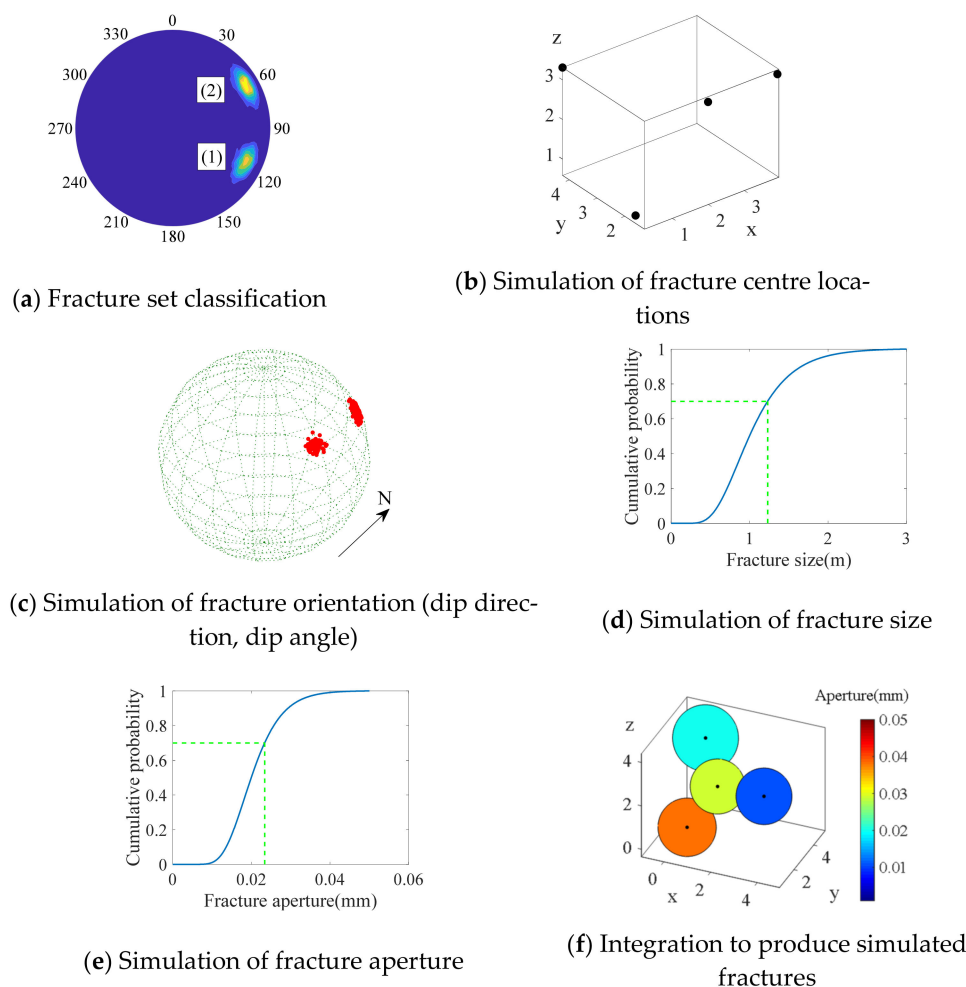 0
330
30
300
60
(2)
270
90
(1)
240
120
210
150
180
(a) Fracture set classification
z
3
2
1
4
3
2
y
1
2
3
x
(b) Simulation of fracture centre loca-
tions
N
(c) Simulation of fracture orientation (dip direc-
tion, dip angle)
Cumulative probability
1
0.8
0.6
0.4
0.2
0
0
1
2
3
Fracture size(m)
(d) Simulation of fracture size
Cumulative probability
1
0.8
0.6
0.4
0.2
0
0
0.02
0.04
0.06
Fracture aperture(mm)
(e) Simulation of fracture aperture
Aperture(mm)
z
4
2
0
0
2
4
x
2
4
y
0.05
0.04
0.03
0.02
0.01
(f) Integration to produce simulated
fractures